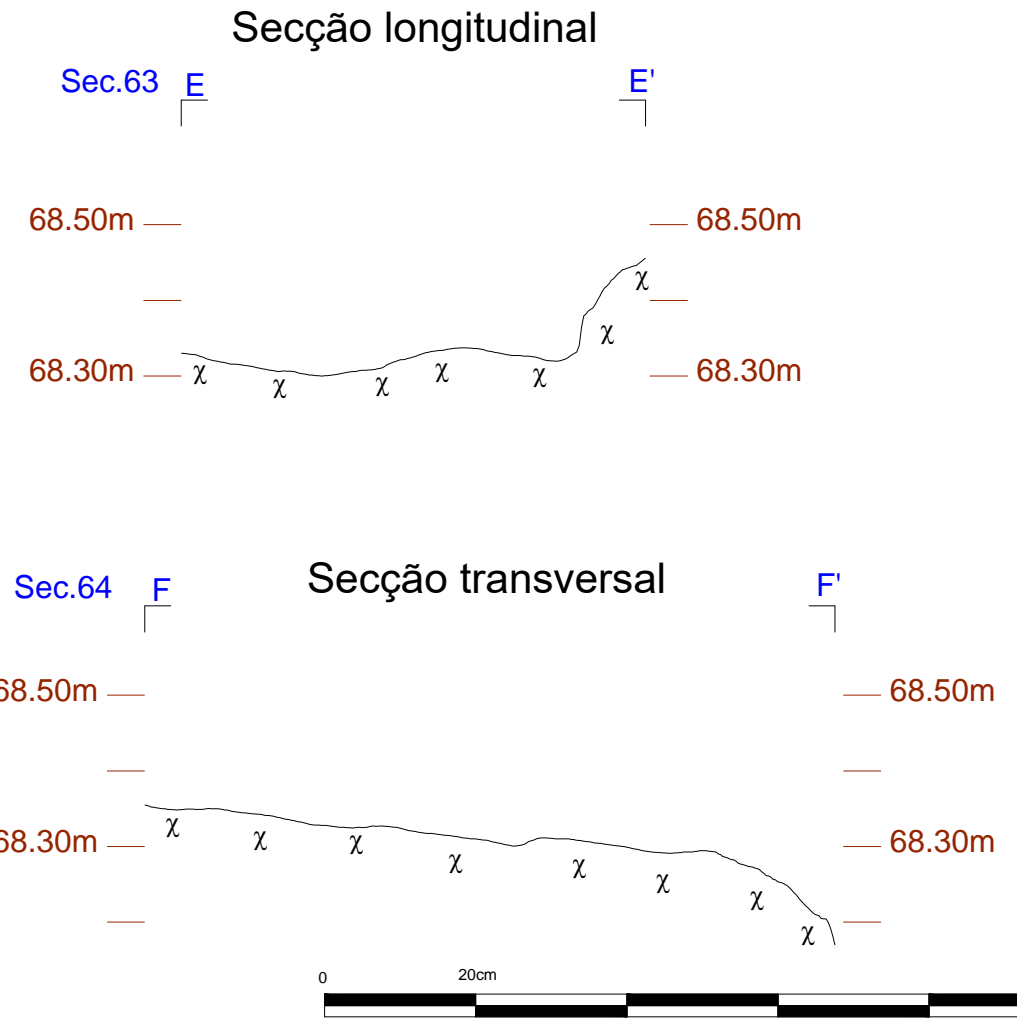 Secção longitudinal
Sec.63 E E'
68.50m 68.50m
χ
χ
68.30m 68.30m
χ χ χ χ χ
Secção transversal
Sec.64 F F'
68.50m 68.50m
χ χ χ
68.30m 68.30m
χ χ χ
χ
χ
0 20cm